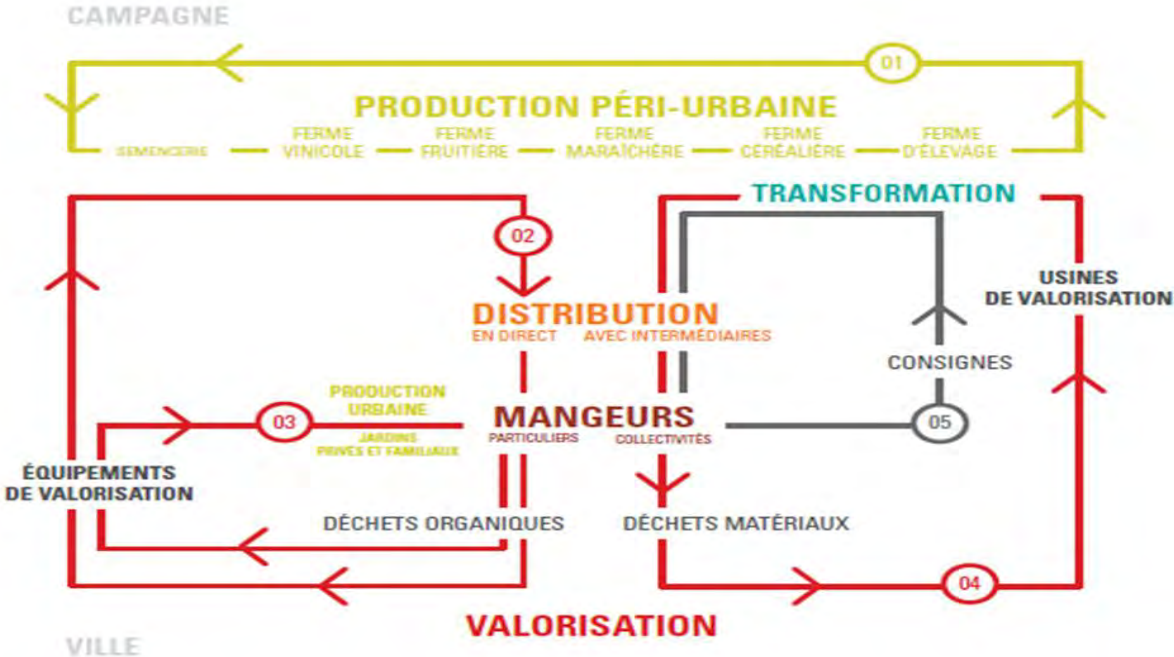 CAMPAGNE
01
PRODUCTION PÉRI-URBAINE
SEMENCERIE
FERME
VINICOLE
FERME
FRUITIÈRE
FERME
MARAÎCHÈRE
FERME
CÉRÉALIÈRE
FERME
D'ÉLEVAGE
TRANSFORMATION
02
USINES
DE VALORISATION
DISTRIBUTION
EN DIRECT AVEC INTERMÉDIAIRES
CONSIGNES
PRODUCTION
URBAINE
03
JARDINS
PRIVÉS ET FAMILIAUX
MANGEURS
PARTICULIERS COLLECTIVITÉS
05
ÉQUIPEMENTS
DE VALORISATION
DÉCHETS ORGANIQUES
DÉCHETS MATÉRIAUX
04
VALORISATION
VILLE